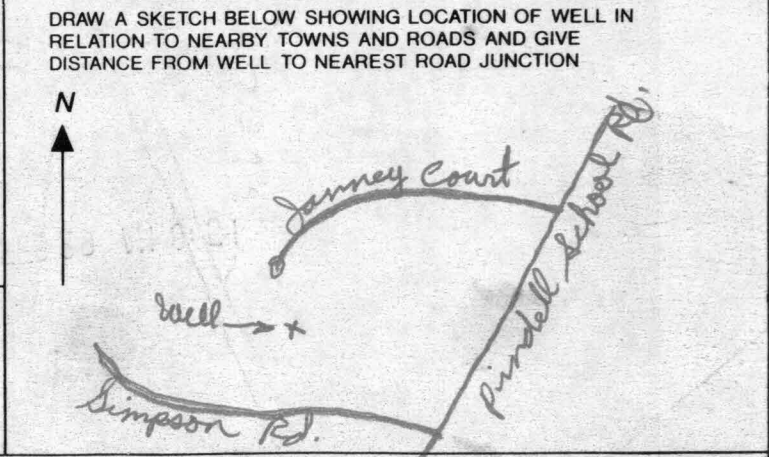 DRAW A SKETCH BELOW SHOWING LOCATION OF WELL IN
RELATION TO NEARBY TOWNS AND ROADS AND GIVE
DISTANCE FROM WELL TO NEAREST ROAD JUNCTION
N
Janney Court
Pindell School Rd.
Well
Simpson Rd.